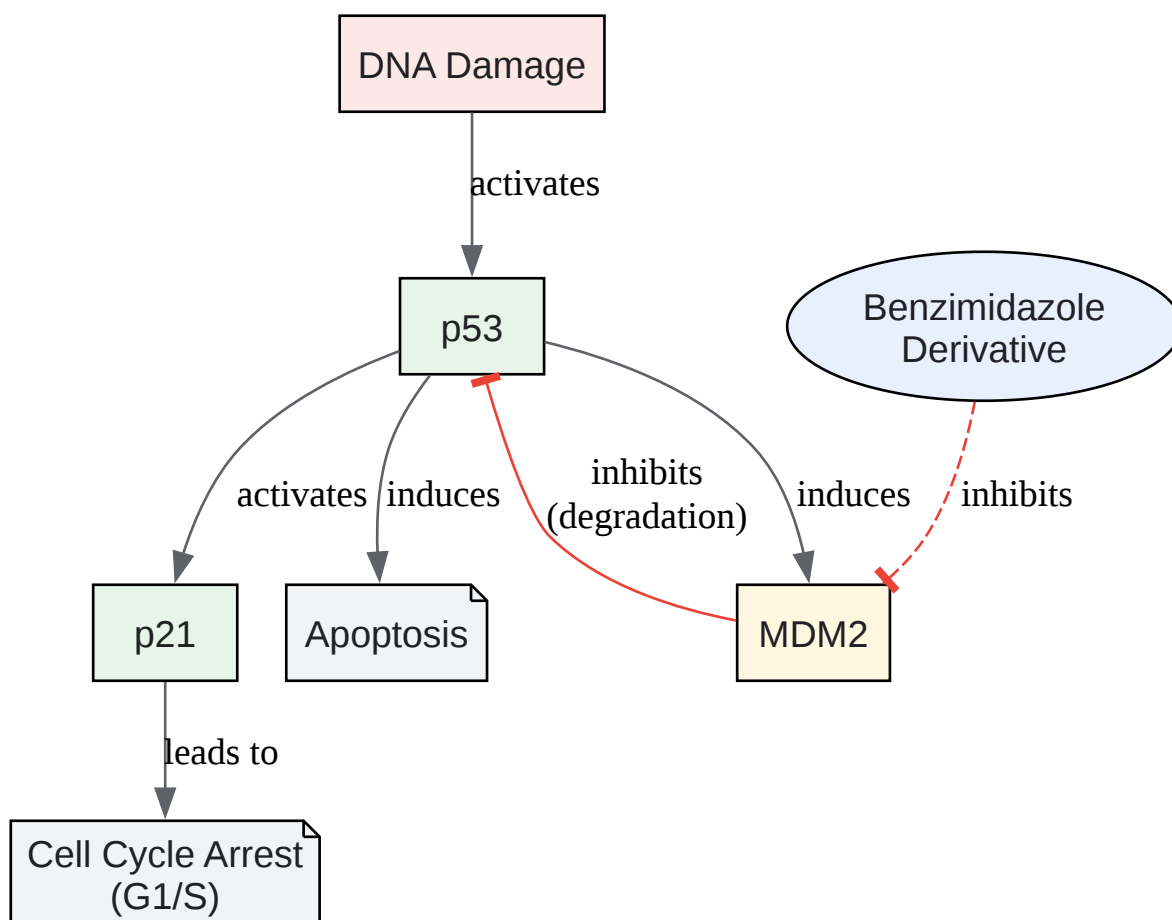 DNA Damage
activates
p53
Benzimidazole
Derivative
activates
induces
inhibits
(degradation)
induces
inhibits
p21
Apoptosis
MDM2
leads to
Cell Cycle Arrest
(G1/S)